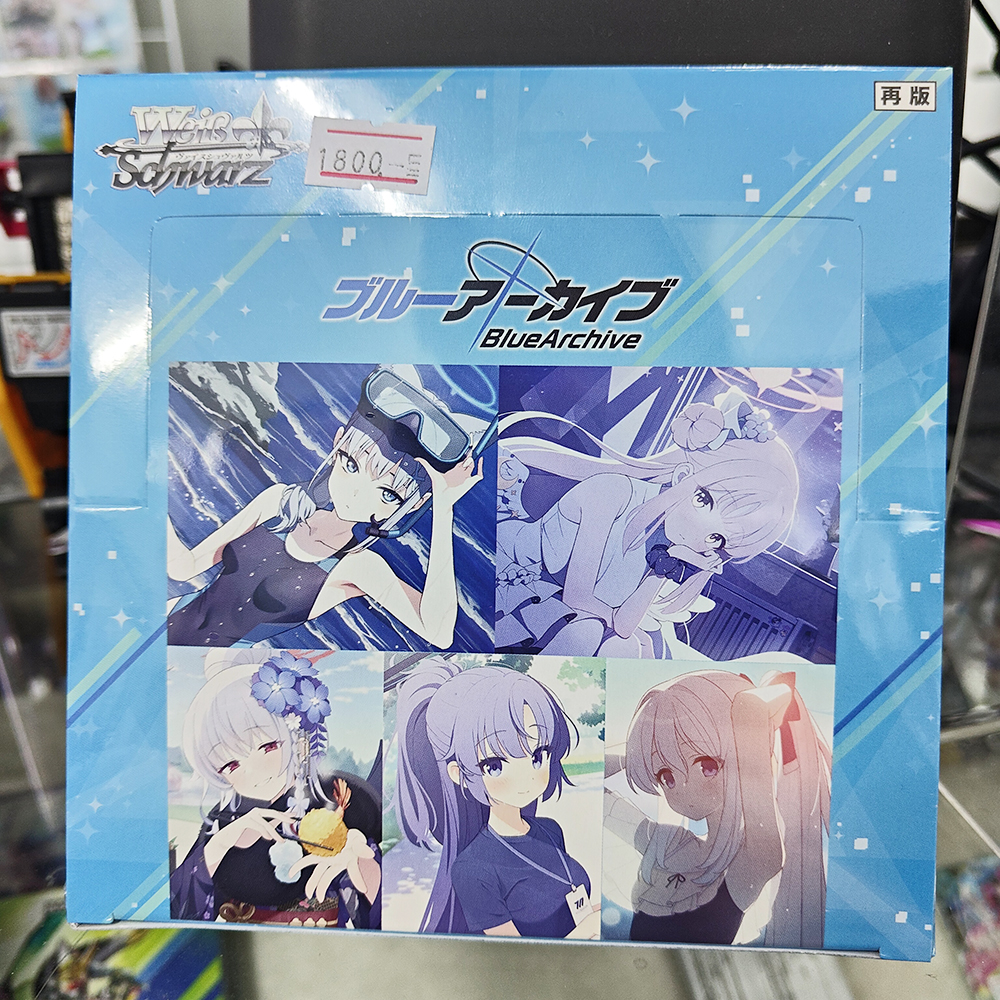 再版
Weiß
ヴァイスシュヴァルツ
Schwarz
1800.-
ブルーアーカイブ
BlueArchive